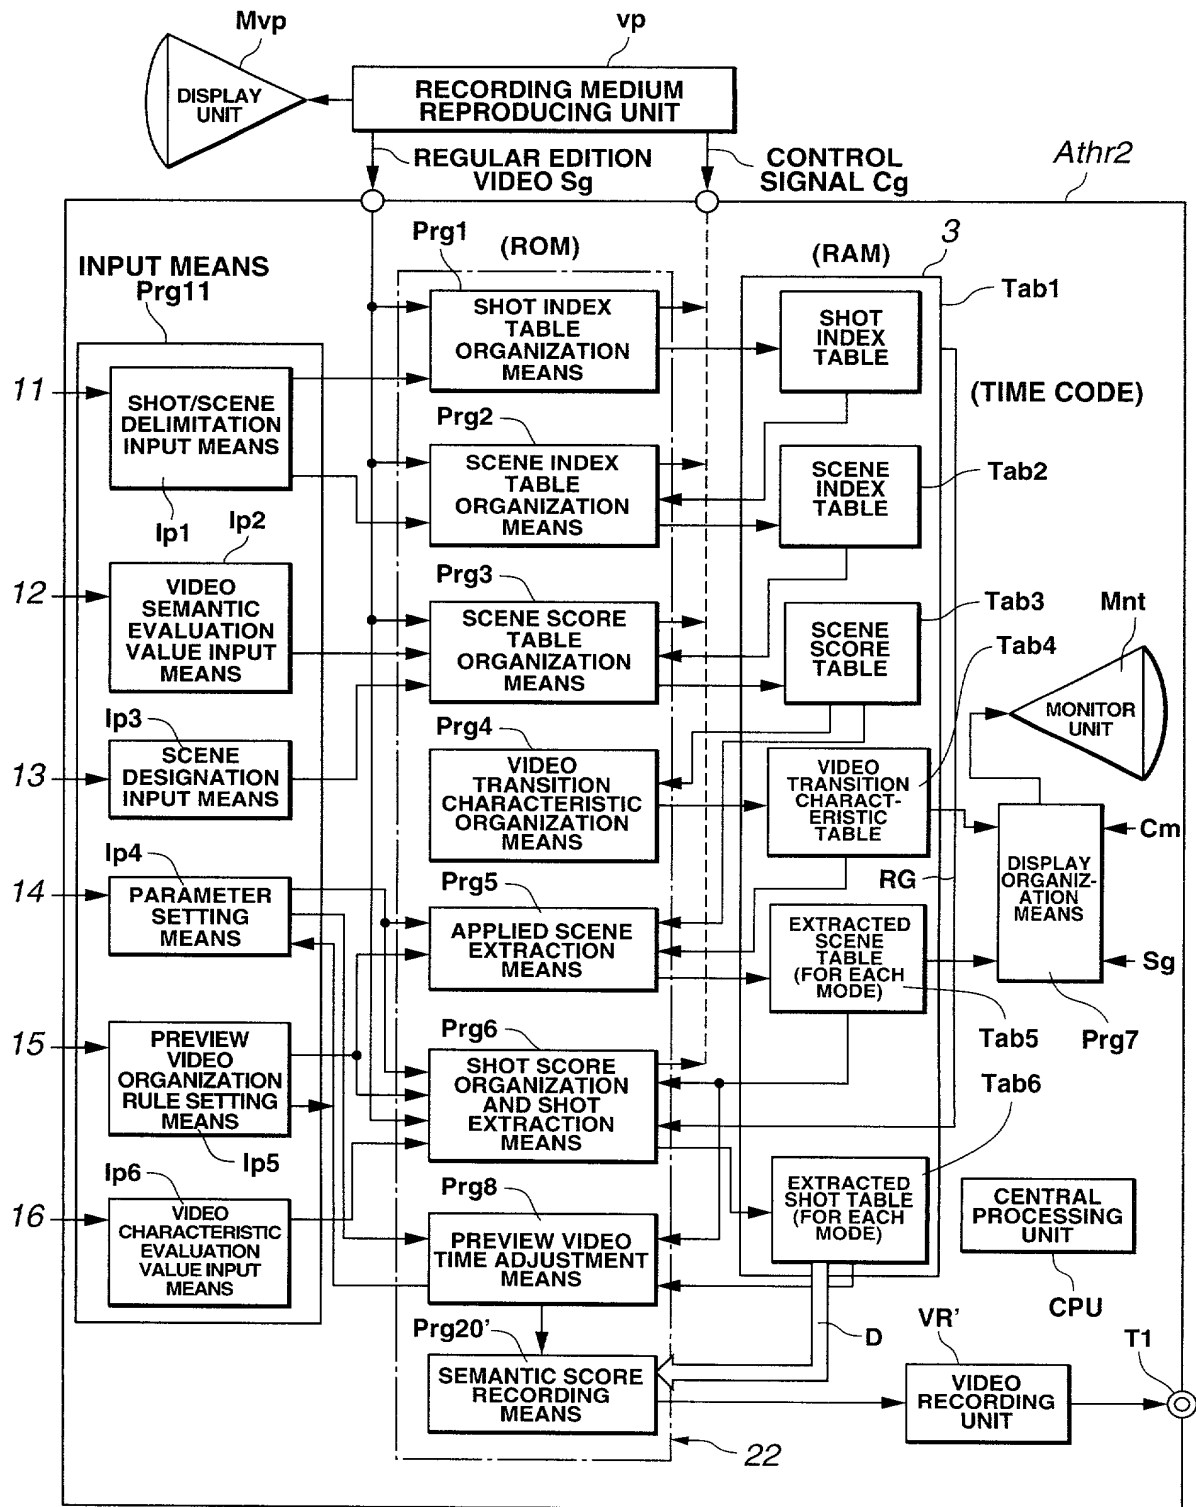 Mvp
vp
DISPLAY
UNIT
RECORDING MEDIUM
REPRODUCING UNIT
REGULAR EDITION
VIDEO Sg
CONTROL
SIGNAL Cg
Athr2
INPUT MEANS
Prg11
Prg1
(ROM)
(RAM)
3
Tab1
SHOT INDEX
TABLE
ORGANIZATION
MEANS
SHOT
INDEX
TABLE
(TIME CODE)
11
SHOT/SCENE
DELIMITATION
INPUT MEANS
Ip1
Prg2
SCENE INDEX
TABLE
ORGANIZATION
MEANS
SCENE
INDEX
TABLE
Tab2
Ip2
12
VIDEO
SEMANTIC
EVALUATION
VALUE INPUT
MEANS
Prg3
SCENE SCORE
TABLE
ORGANIZATION
MEANS
SCENE
SCORE
TABLE
Tab3
Tab4
Mnt
MONITOR
UNIT
Ip3
13
SCENE
DESIGNATION
INPUT MEANS
Prg4
VIDEO
TRANSITION
CHARACTERISTIC
ORGANIZATION
MEANS
VIDEO
TRANSITION
CHARACT-
ERISTIC TABLE
Cm
DISPLAY
ORGANIZ-
ATION
MEANS
Sg
Prg7
RG
Ip4
14
PARAMETER
SETTING
MEANS
Prg5
APPLIED SCENE
EXTRACTION
MEANS
EXTRACTED
SCENE
TABLE
(FOR EACH
MODE)
Tab5
Tab6
15
PREVIEW
VIDEO
ORGANIZATION
RULE SETTING
MEANS
Ip5
Prg6
SHOT SCORE
ORGANIZATION
AND SHOT
EXTRACTION
MEANS
Ip6
16
VIDEO
CHARACTERISTIC
EVALUATION
VALUE INPUT
MEANS
Prg8
PREVIEW VIDEO
TIME ADJUSTMENT
MEANS
EXTRACTED
SHOT TABLE
(FOR EACH
MODE)
CENTRAL
PROCESSING
UNIT
CPU
Prg20'
SEMANTIC SCORE
RECORDING
MEANS
D
VR'
VIDEO
RECORDING
UNIT
T1
22